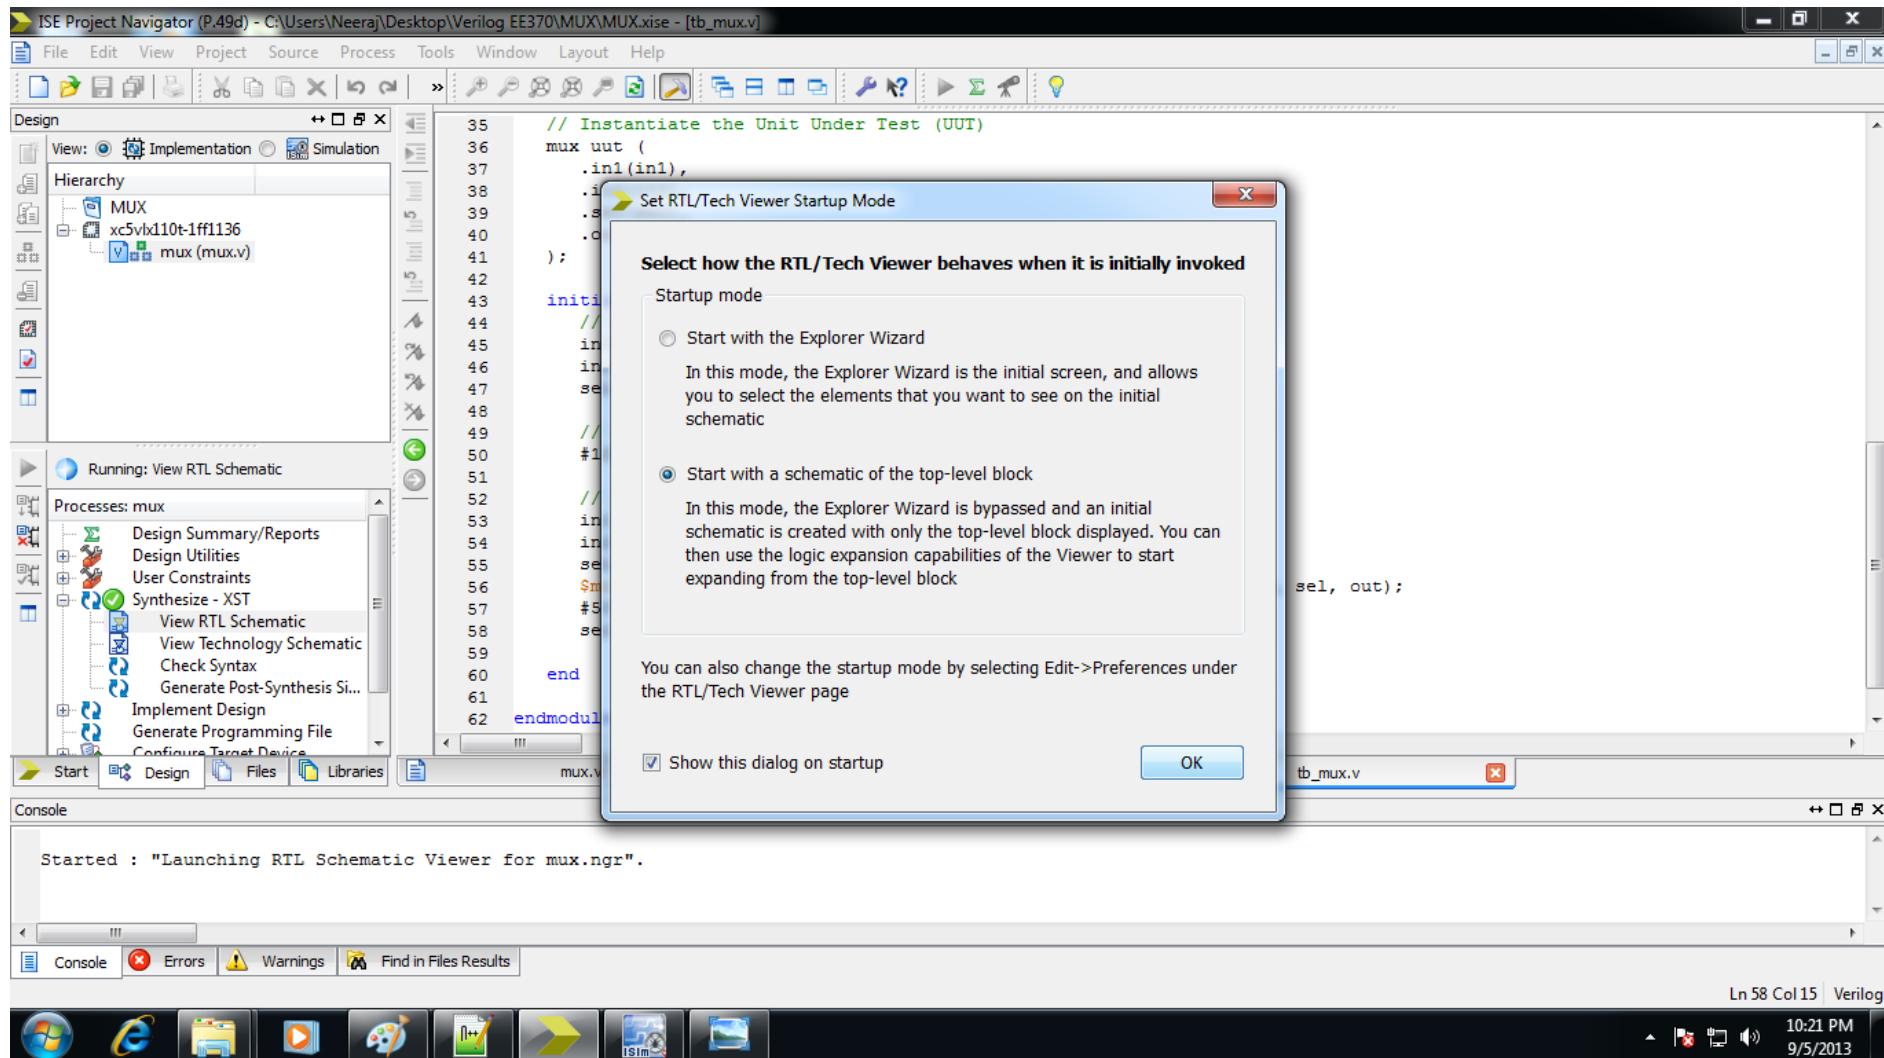 ISE Project Navigator (P.49d) - C:\Users\Neeraj\Desktop\Verilog EE370\MUX\MUX.xise - [tb_mux.v]
File Edit View Project Source Process Tools Window Layout Help
Design
View: Implementation Simulation
Hierarchy
MUX
xc5vlx110t-1ff1136
mux (mux.v)
Running: View RTL Schematic
Processes: mux
Design Summary/Reports
Design Utilities
User Constraints
Synthesize - XST
View RTL Schematic
View Technology Schematic
Check Syntax
Generate Post-Synthesis Si...
Implement Design
Generate Programming File
Configure Target Device
Start Design Files Libraries
35 // Instantiate the Unit Under Test (UUT)
36 mux uut (
37 .in1(in1),
38 .i
39 .s
40 .o
41 );
42
43 initi
44 //
45 in
46 in
47 se
48
49 //
50 #1
51
52 //
53 in
54 in
55 se
56 $m sel, out);
57 #5
58 se
59
60 end
61
62 endmodul
mux.v
tb_mux.v
Set RTL/Tech Viewer Startup Mode
Select how the RTL/Tech Viewer behaves when it is initially invoked
Startup mode
Start with the Explorer Wizard
In this mode, the Explorer Wizard is the initial screen, and allows
you to select the elements that you want to see on the initial
schematic
Start with a schematic of the top-level block
In this mode, the Explorer Wizard is bypassed and an initial
schematic is created with only the top-level block displayed. You can
then use the logic expansion capabilities of the Viewer to start
expanding from the top-level block
You can also change the startup mode by selecting Edit->Preferences under
the RTL/Tech Viewer page
Show this dialog on startup
OK
Console
Started : "Launching RTL Schematic Viewer for mux.ngr".
Console Errors Warnings Find in Files Results
Ln 58 Col 15 Verilog
ISim
10:21 PM
9/5/2013